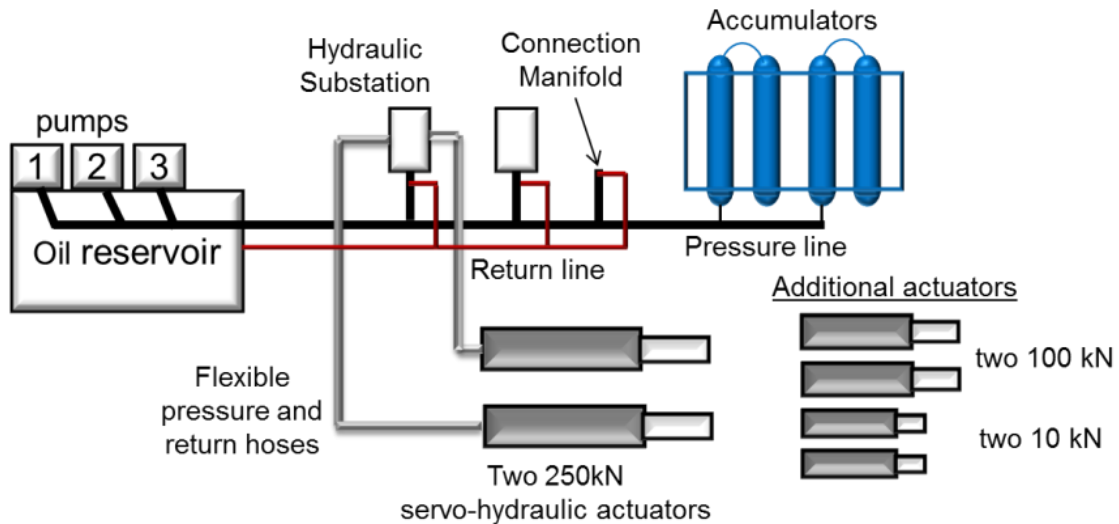 Accumulators
Hydraulic
Substation
Connection
Manifold
pumps
1 2 3
Oil reservoir
Return line
Pressure line
Additional actuators
two 100 kN
Flexible
pressure and
return hoses
two 10 kN
Two 250kN
servo-hydraulic actuators